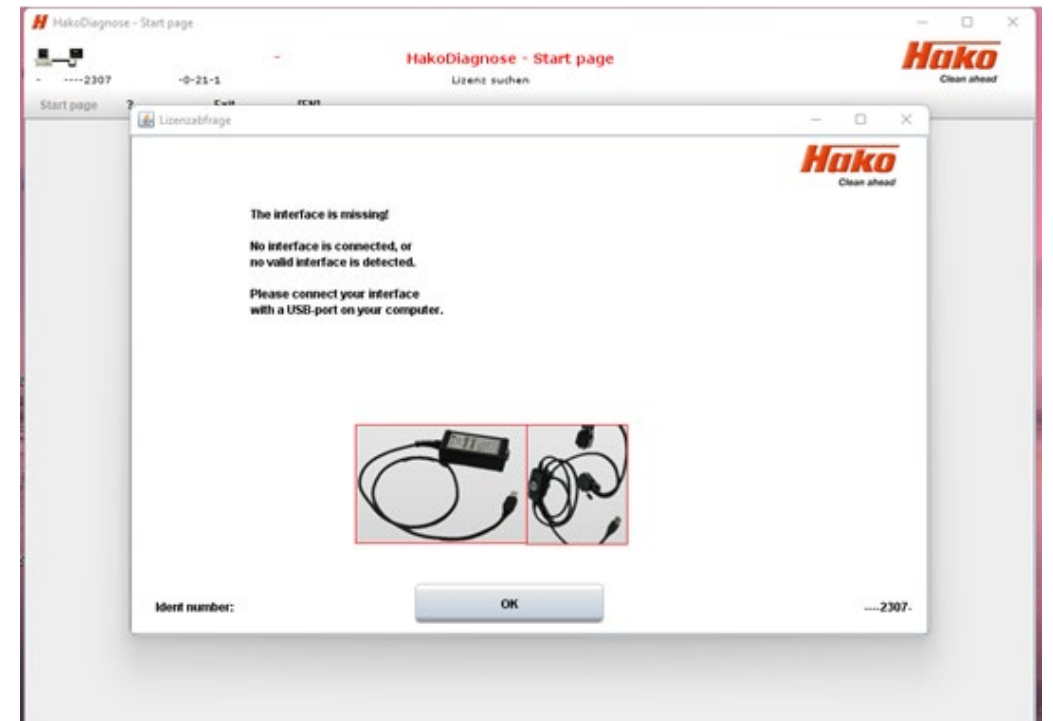 HakoDiagnose - Start page
- HakoDiagnose - Start page
Hako
Clean ahead
- ----2307 -0-21-1 Lizenz suchen
Start page ? Exit [EN]
Lizenzabfrage
Hako
Clean ahead
The interface is missing!
No interface is connected, or
no valid interface is detected.
Please connect your interface
with a USB-port on your computer.
OK
Ident number: ----2307-